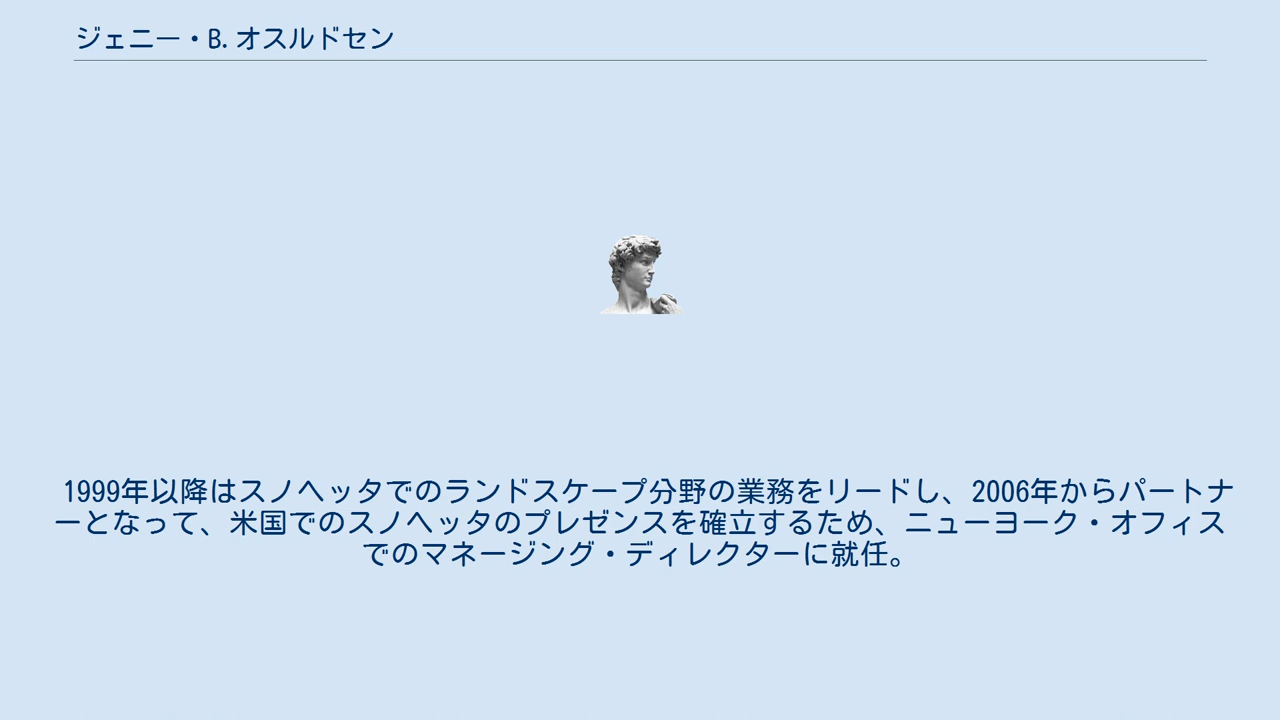 ジェニー・B. オスルドセン
1999年以降はスノヘッタでのランドスケープ分野の業務をリードし、2006年からパートナ
ーとなって、米国でのスノヘッタのプレゼンスを確立するため、ニューヨーク・オフィス
でのマネージング・ディレクターに就任。